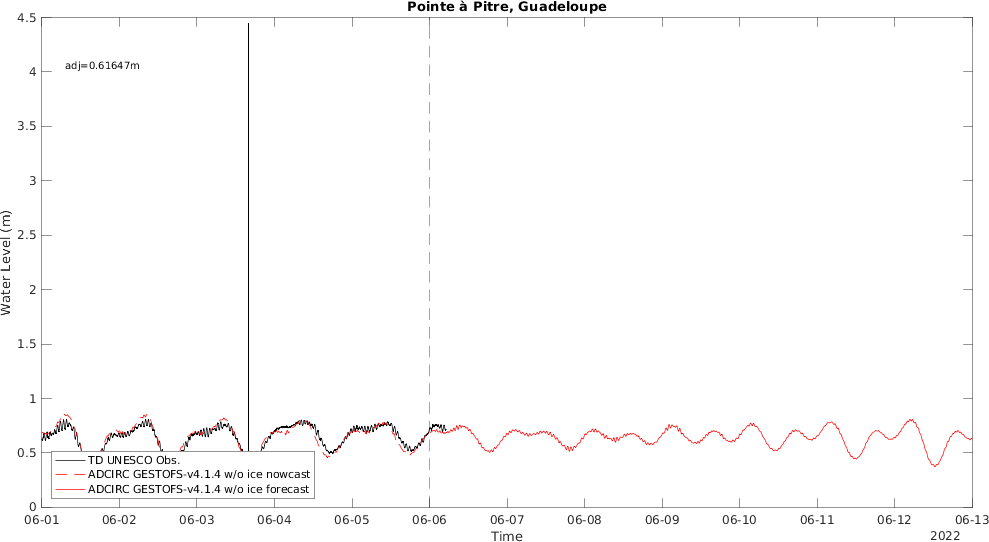 Pointe à Pitre, Guadeloupe
4.5
adj=0.61647m
4
3.5
3
2.5
2
1.5
1
0.5
0
Water Level (m)
TD UNESCO Obs.
ADCIRC GESTOFS-v4.1.4 w/o ice nowcast
ADCIRC GESTOFS-v4.1.4 w/o ice forecast
06-01 06-02 06-03 06-04 06-05 06-06 06-07 06-08 06-09 06-10 06-11 06-12 06-13
Time
2022